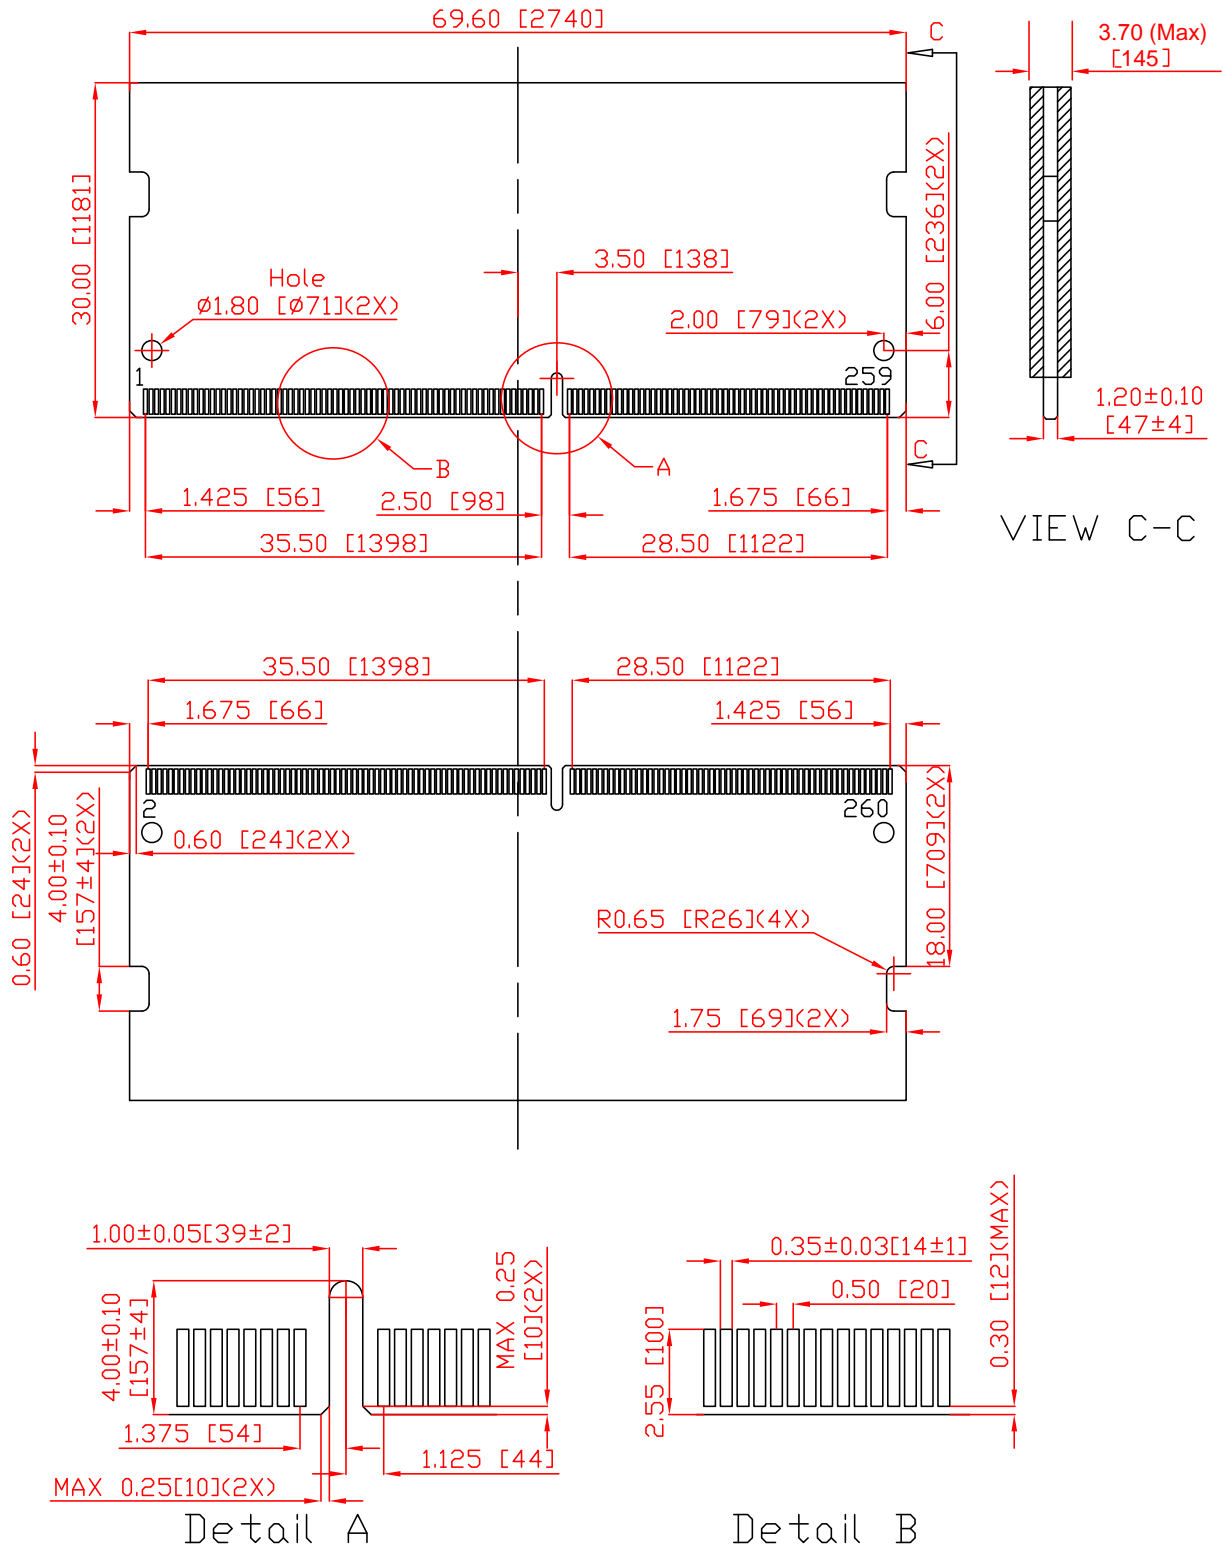 69.60 [2740]
C
3.70 (Max)
[145]
30.00 [1181]
6.00 [236](2X)
3.50 [138]
Hole
Ø1.80 [Ø71](2X)
2.00 [79](2X)
1
259
1.20±0.10
[47±4]
B
A
C
1.425 [56]
2.50 [98]
1.675 [66]
35.50 [1398]
28.50 [1122]
VIEW C-C
35.50 [1398]
28.50 [1122]
1.675 [66]
1.425 [56]
2
260
0.60 [24](2X)
0.60 [24](2X)
4.00±0.10
[157±4](2X)
18.00 [709](2X)
R0.65 [R26](4X)
1.75 [69](2X)
1.00±0.05[39±2]
4.00±0.10
[157±4]
MAX 0.25
[10](2X)
1.375 [54]
1.125 [44]
MAX 0.25[10](2X)
Detail A
0.35±0.03[14±1]
0.50 [20]
2.55 [100]
0.30 [12](MAX)
Detail B